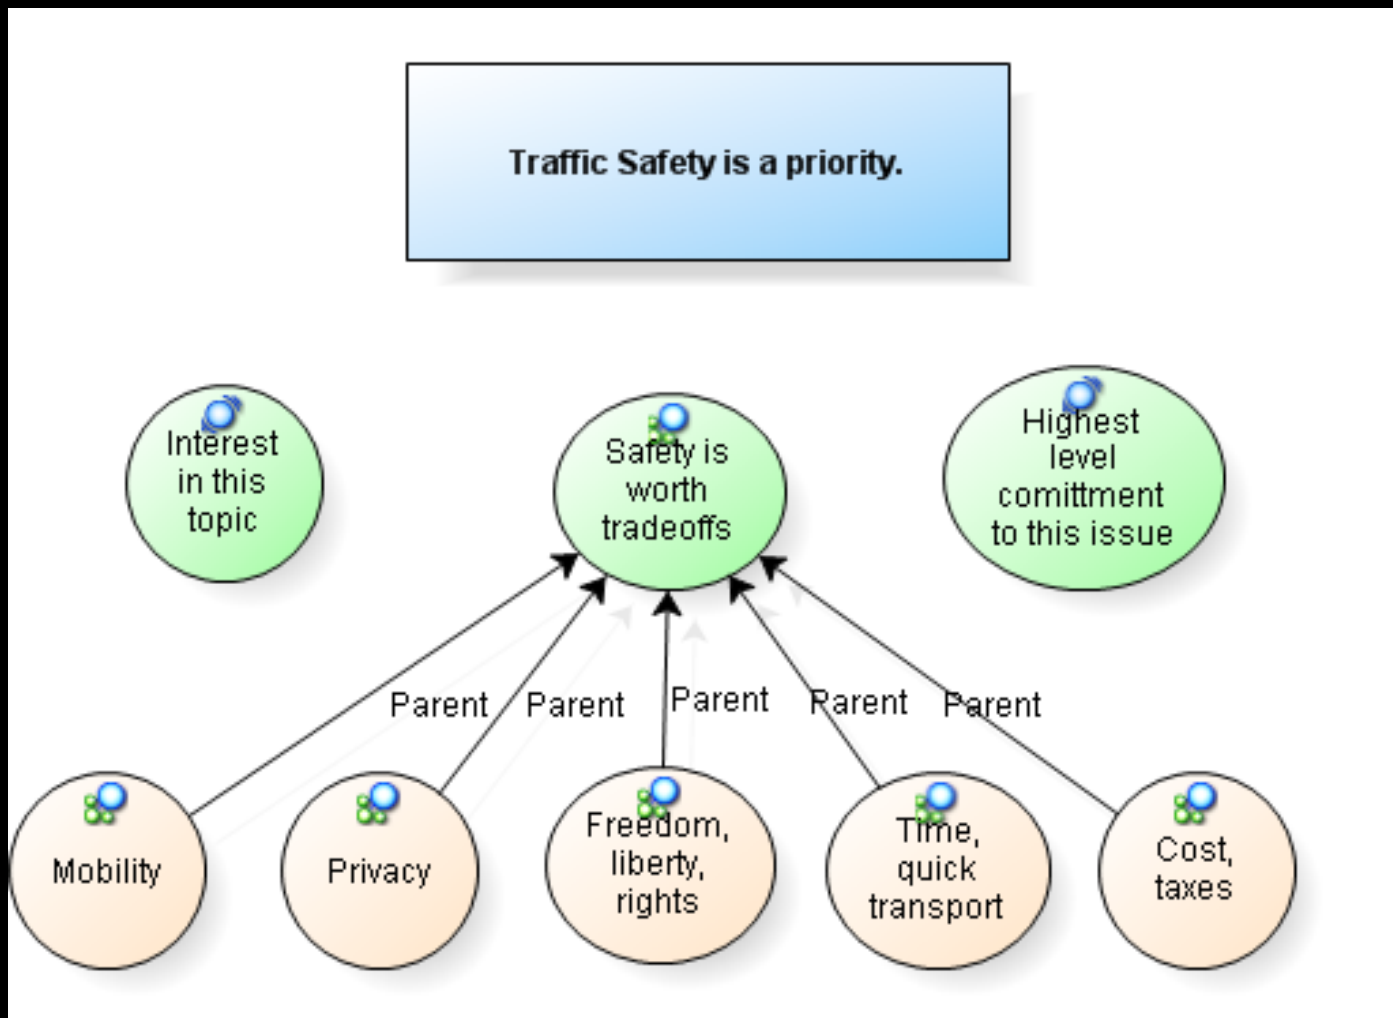 Traffic Safety is a priority.
Interest
in this
topic
Safety is
worth
tradeoffs
Highest
level
comittment
to this issue
Parent
Parent
Parent
Parent
Parent
Mobility
Privacy
Freedom,
liberty,
rights
Time,
quick
transport
Cost,
taxes